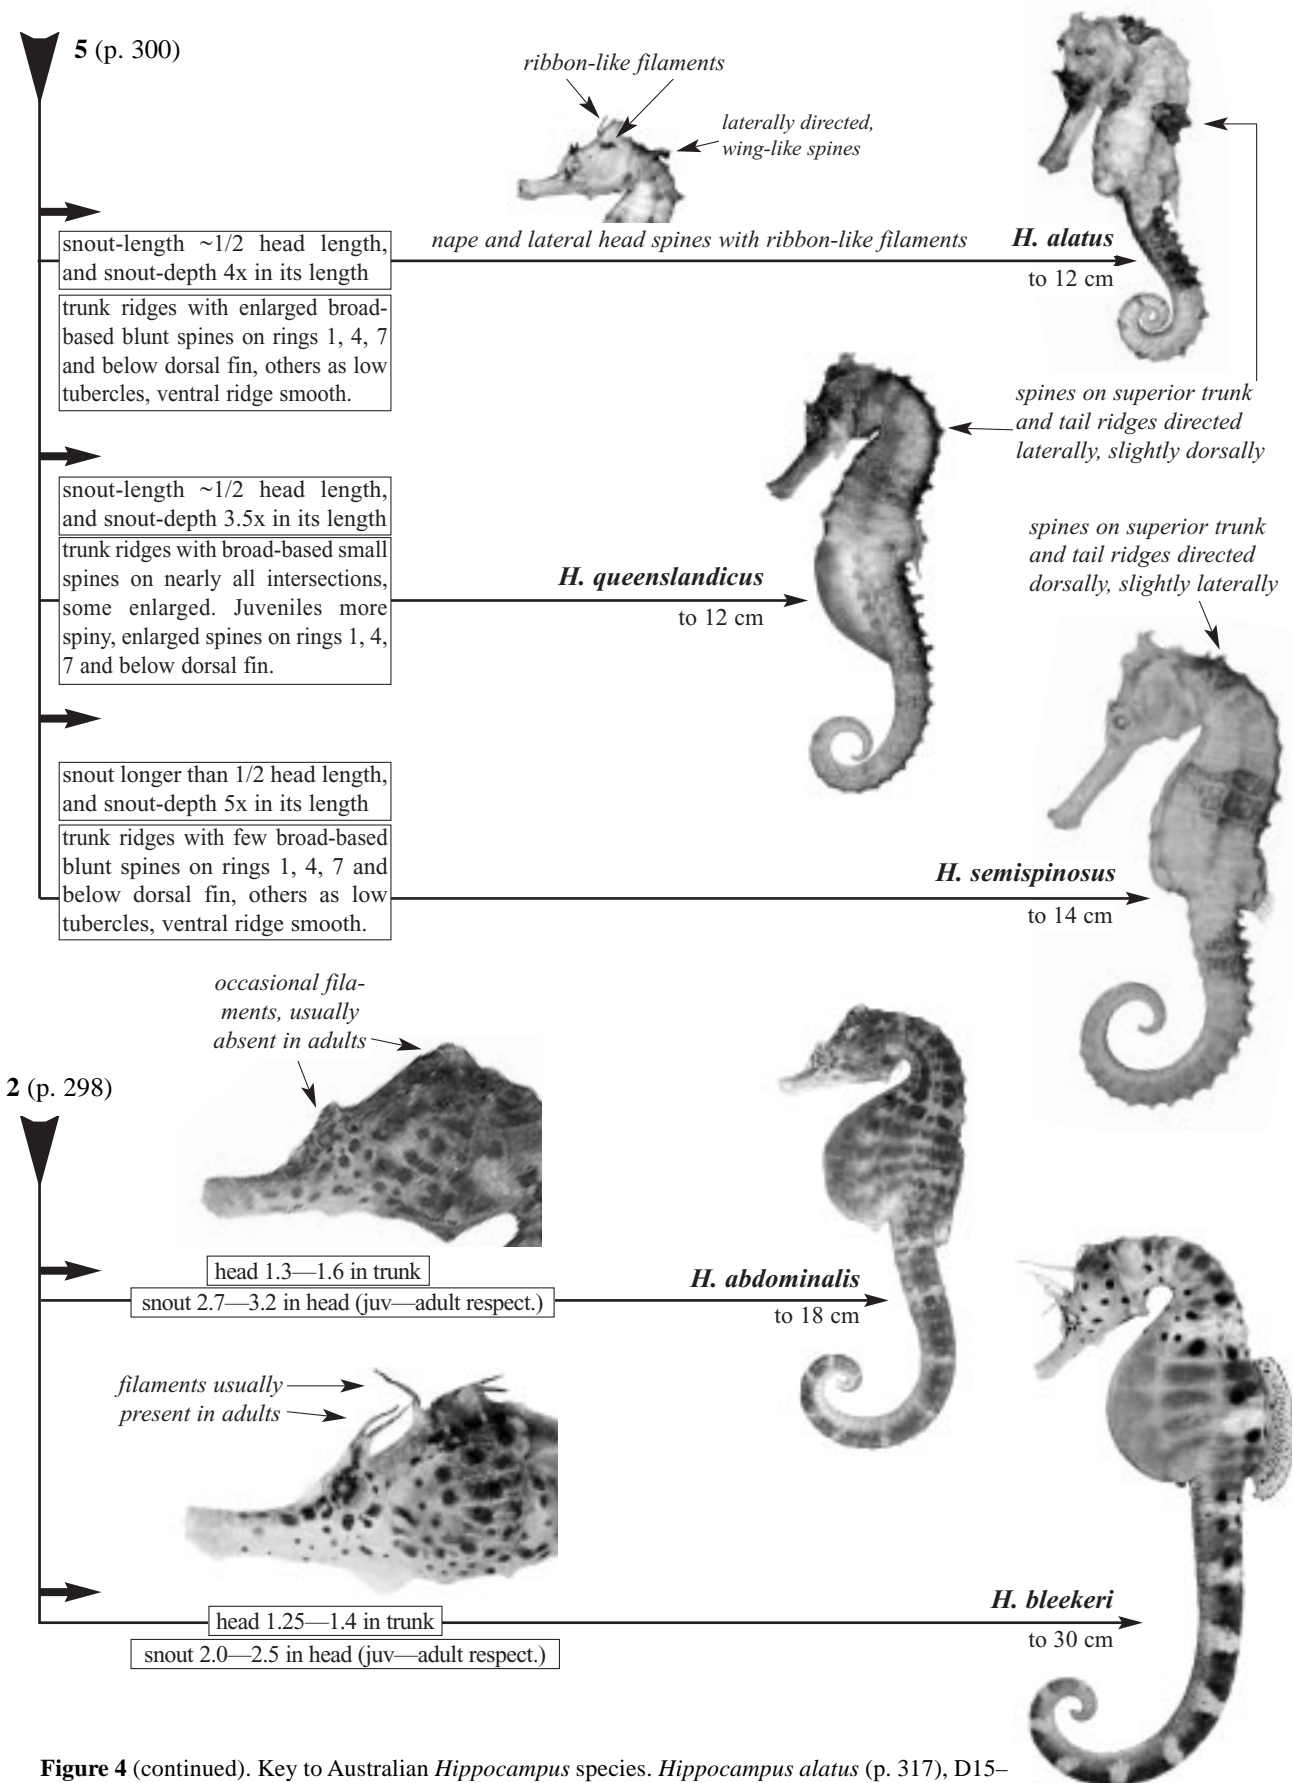 5 (p. 300)
ribbon-like filaments
laterally directed,
wing-like spines
snout-length ~1/2 head length,
and snout-depth 4x in its length
nape and lateral head spines with ribbon-like filaments
H. alatus
to 12 cm
trunk ridges with enlarged broad-
based blunt spines on rings 1, 4, 7
and below dorsal fin, others as low
tubercles, ventral ridge smooth.
spines on superior trunk
and tail ridges directed
laterally, slightly dorsally
snout-length ~1/2 head length,
and snout-depth 3.5x in its length
trunk ridges with broad-based small
spines on nearly all intersections,
some enlarged. Juveniles more
spiny, enlarged spines on rings 1, 4,
7 and below dorsal fin.
H. queenslandicus
to 12 cm
spines on superior trunk
and tail ridges directed
dorsally, slightly laterally
snout longer than 1/2 head length,
and snout-depth 5x in its length
trunk ridges with few broad-based
blunt spines on rings 1, 4, 7 and
below dorsal fin, others as low
tubercles, ventral ridge smooth.
H. semispinosus
to 14 cm
occasional fila-
ments, usually
absent in adults
2 (p. 298)
head 1.3—1.6 in trunk
snout 2.7—3.2 in head (juv—adult respect.)
H. abdominalis
to 18 cm
filaments usually
present in adults
head 1.25—1.4 in trunk
snout 2.0—2.5 in head (juv—adult respect.)
H. bleekeri
to 30 cm
Figure 4 (continued). Key to Australian Hippocampus species. Hippocampus alatus (p. 317), D15–